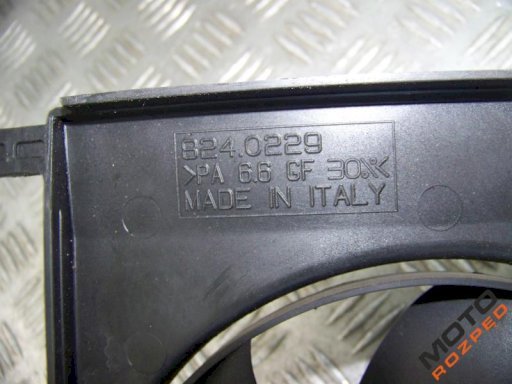 824.0229
>PA 6.6 GF 30<
MADE IN ITALY
MOTO
ROZPED